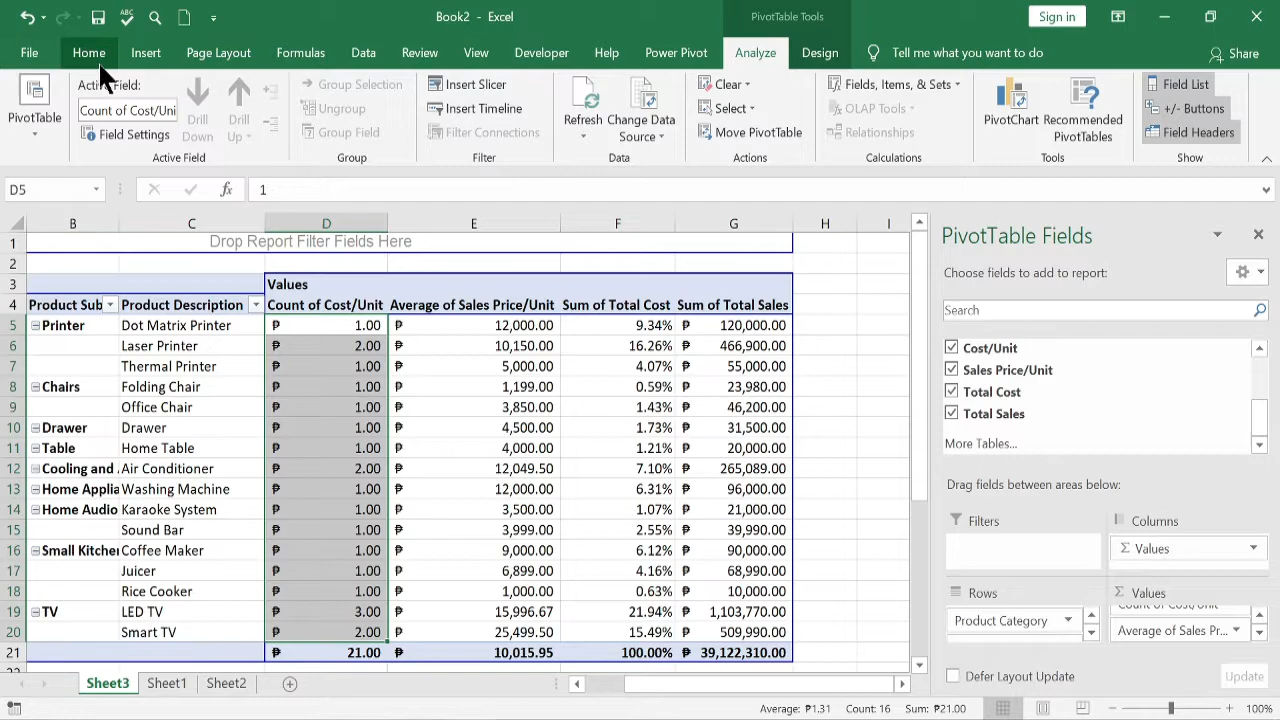 Book2 - Excel
PivotTable Tools
Sign in
File Home Insert Page Layout Formulas Data Review View Developer Help Power Pivot Analyze Design Tell me what you want to do Share
PivotTable
Active Field:
Count of Cost/Uni
Field Settings
Drill Down
Drill Up
Active Field
Group Selection
Ungroup
Group Field
Group
Insert Slicer
Insert Timeline
Filter Connections
Filter
Refresh
Change Data Source
Data
Clear
Select
Move PivotTable
Actions
Fields, Items, & Sets
OLAP Tools
Relationships
Calculations
PivotChart
Recommended PivotTables
Tools
Field List
+/- Buttons
Field Headers
Show
D5 fx 1
B C D E F G H I
1 Drop Report Filter Fields Here
2
3 Values
4 Product Sub Product Description Count of Cost/Unit Average of Sales Price/Unit Sum of Total Cost Sum of Total Sales
5 Printer Dot Matrix Printer ₱ 1.00 ₱ 12,000.00 9.34% ₱ 120,000.00
6 Laser Printer ₱ 2.00 ₱ 10,150.00 16.26% ₱ 466,900.00
7 Thermal Printer ₱ 1.00 ₱ 5,000.00 4.07% ₱ 55,000.00
8 Chairs Folding Chair ₱ 1.00 ₱ 1,199.00 0.59% ₱ 23,980.00
9 Office Chair ₱ 1.00 ₱ 3,850.00 1.43% ₱ 46,200.00
10 Drawer Drawer ₱ 1.00 ₱ 4,500.00 1.73% ₱ 31,500.00
11 Table Home Table ₱ 1.00 ₱ 4,000.00 1.21% ₱ 20,000.00
12 Cooling and Air Conditioner ₱ 2.00 ₱ 12,049.50 7.10% ₱ 265,089.00
13 Home Applia Washing Machine ₱ 1.00 ₱ 12,000.00 6.31% ₱ 96,000.00
14 Home Audio Karaoke System ₱ 1.00 ₱ 3,500.00 1.07% ₱ 21,000.00
15 Sound Bar ₱ 1.00 ₱ 3,999.00 2.55% ₱ 39,990.00
16 Small Kitchen Coffee Maker ₱ 1.00 ₱ 9,000.00 6.12% ₱ 90,000.00
17 Juicer ₱ 1.00 ₱ 6,899.00 4.16% ₱ 68,990.00
18 Rice Cooker ₱ 1.00 ₱ 1,000.00 0.63% ₱ 10,000.00
19 TV LED TV ₱ 3.00 ₱ 15,996.67 21.94% ₱ 1,103,770.00
20 Smart TV ₱ 2.00 ₱ 25,499.50 15.49% ₱ 509,990.00
21 ₱ 21.00 ₱ 10,015.95 100.00% ₱ 39,122,310.00
Sheet3 Sheet1 Sheet2
Average: ₱1.31 Count: 16 Sum: ₱21.00 100%
PivotTable Fields
Choose fields to add to report:
Search
Cost/Unit
Sales Price/Unit
Total Cost
Total Sales
More Tables...
Drag fields between areas below:
Filters
Columns
Σ Values
Rows
Σ Values
Product Category
Count of Cost/Unit
Average of Sales Pr...
Defer Layout Update
Update